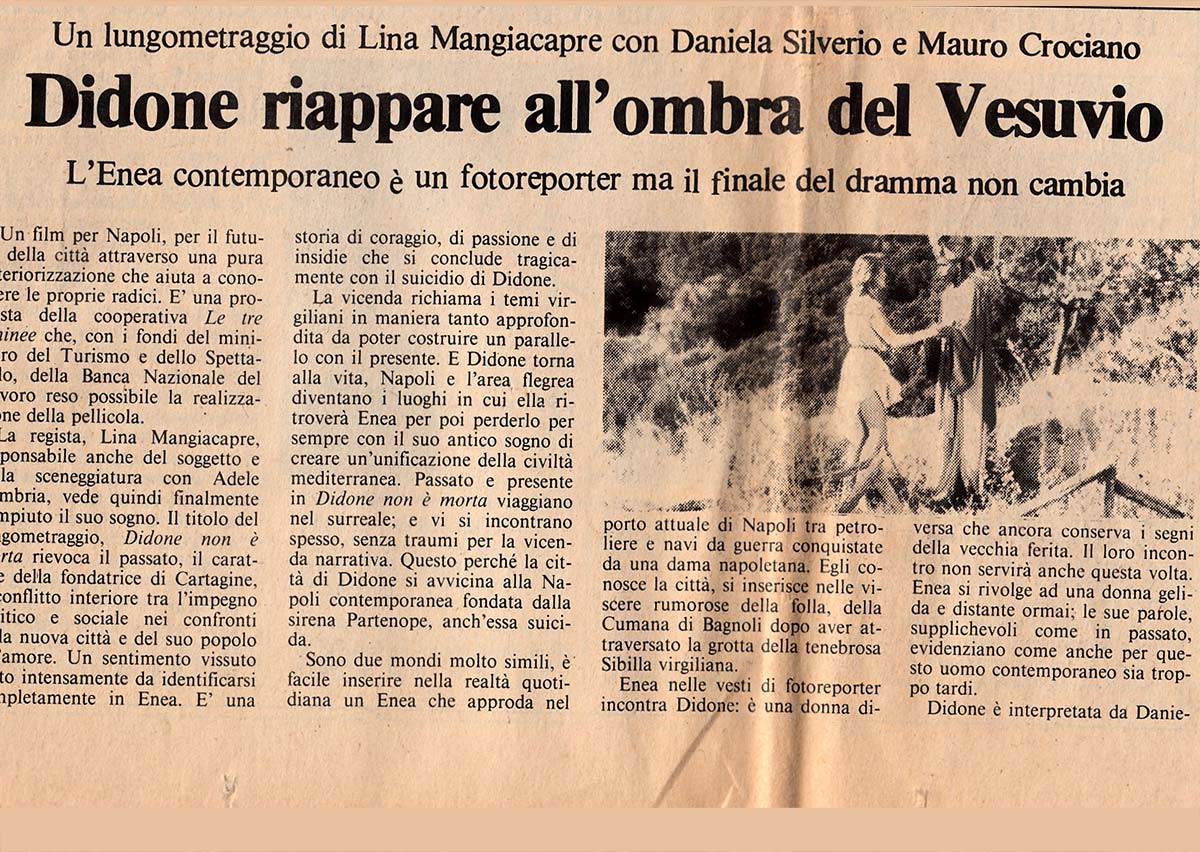 Un lungometraggio di Lina Mangiacapre con Daniela Silverio e Mauro Crociano
Didone riappare all'ombra del Vesuvio
L'Enea contemporaneo è un fotoreporter ma il finale del dramma non cambia
Un film per Napoli, per il futu-
della città attraverso una pura
teriorizzazione che aiuta a cono-
ere le proprie radici. E' una pro-
sta della cooperativa Le tre
ninee che, con i fondi del mini-
ro del Turismo e dello Spetta-
lo, della Banca Nazionale del
voro reso possibile la realizza-
one della pellicola.
La regista, Lina Mangiacapre,
sponsabile anche del soggetto e
la sceneggiatura con Adele
mbria, vede quindi finalmente
mpiuto il suo sogno. Il titolo del
ngometraggio, Didone non è
rta rievoca il passato, il carat-
e della fondatrice di Cartagine,
conflitto interiore tra l'impegno
itico e sociale nei confronti
la nuova città e del suo popolo
'amore. Un sentimento vissuto
to intensamente da identificarsi
mpletamente in Enea. E' una
storia di coraggio, di passione e di
insidie che si conclude tragica-
mente con il suicidio di Didone.
La vicenda richiama i temi vir-
giliani in maniera tanto approfon-
dita da poter costruire un paralle-
lo con il presente. E Didone torna
alla vita, Napoli e l'area flegrea
diventano i luoghi in cui ella ri-
troverà Enea per poi perderlo per
sempre con il suo antico sogno di
creare un'unificazione della civiltà
mediterranea. Passato e presente
in Didone non è morta viaggiano
nel surreale; e vi si incontrano
spesso, senza traumi per la vicen-
da narrativa. Questo perché la cit-
tà di Didone si avvicina alla Na-
poli contemporanea fondata dalla
sirena Partenope, anch'essa suici-
da.
Sono due mondi molto simili, è
facile inserire nella realtà quoti-
diana un Enea che approda nel
porto attuale di Napoli tra petro-
liere e navi da guerra conquistate
da una dama napoletana. Egli co-
nosce la città, si inserisce nelle vi-
scere rumorose della folla, della
Cumana di Bagnoli dopo aver at-
traversato la grotta della tenebrosa
Sibilla virgiliana.
Enea nelle vesti di fotoreporter
incontra Didone: è una donna di-
versa che ancora conserva i segni
della vecchia ferita. Il loro incon-
tro non servirà anche questa volta.
Enea si rivolge ad una donna geli-
da e distante ormai; le sue parole,
supplichevoli come in passato,
evidenziano come anche per que-
sto uomo contemporaneo sia trop-
po tardi.
Didone è interpretata da Danie-